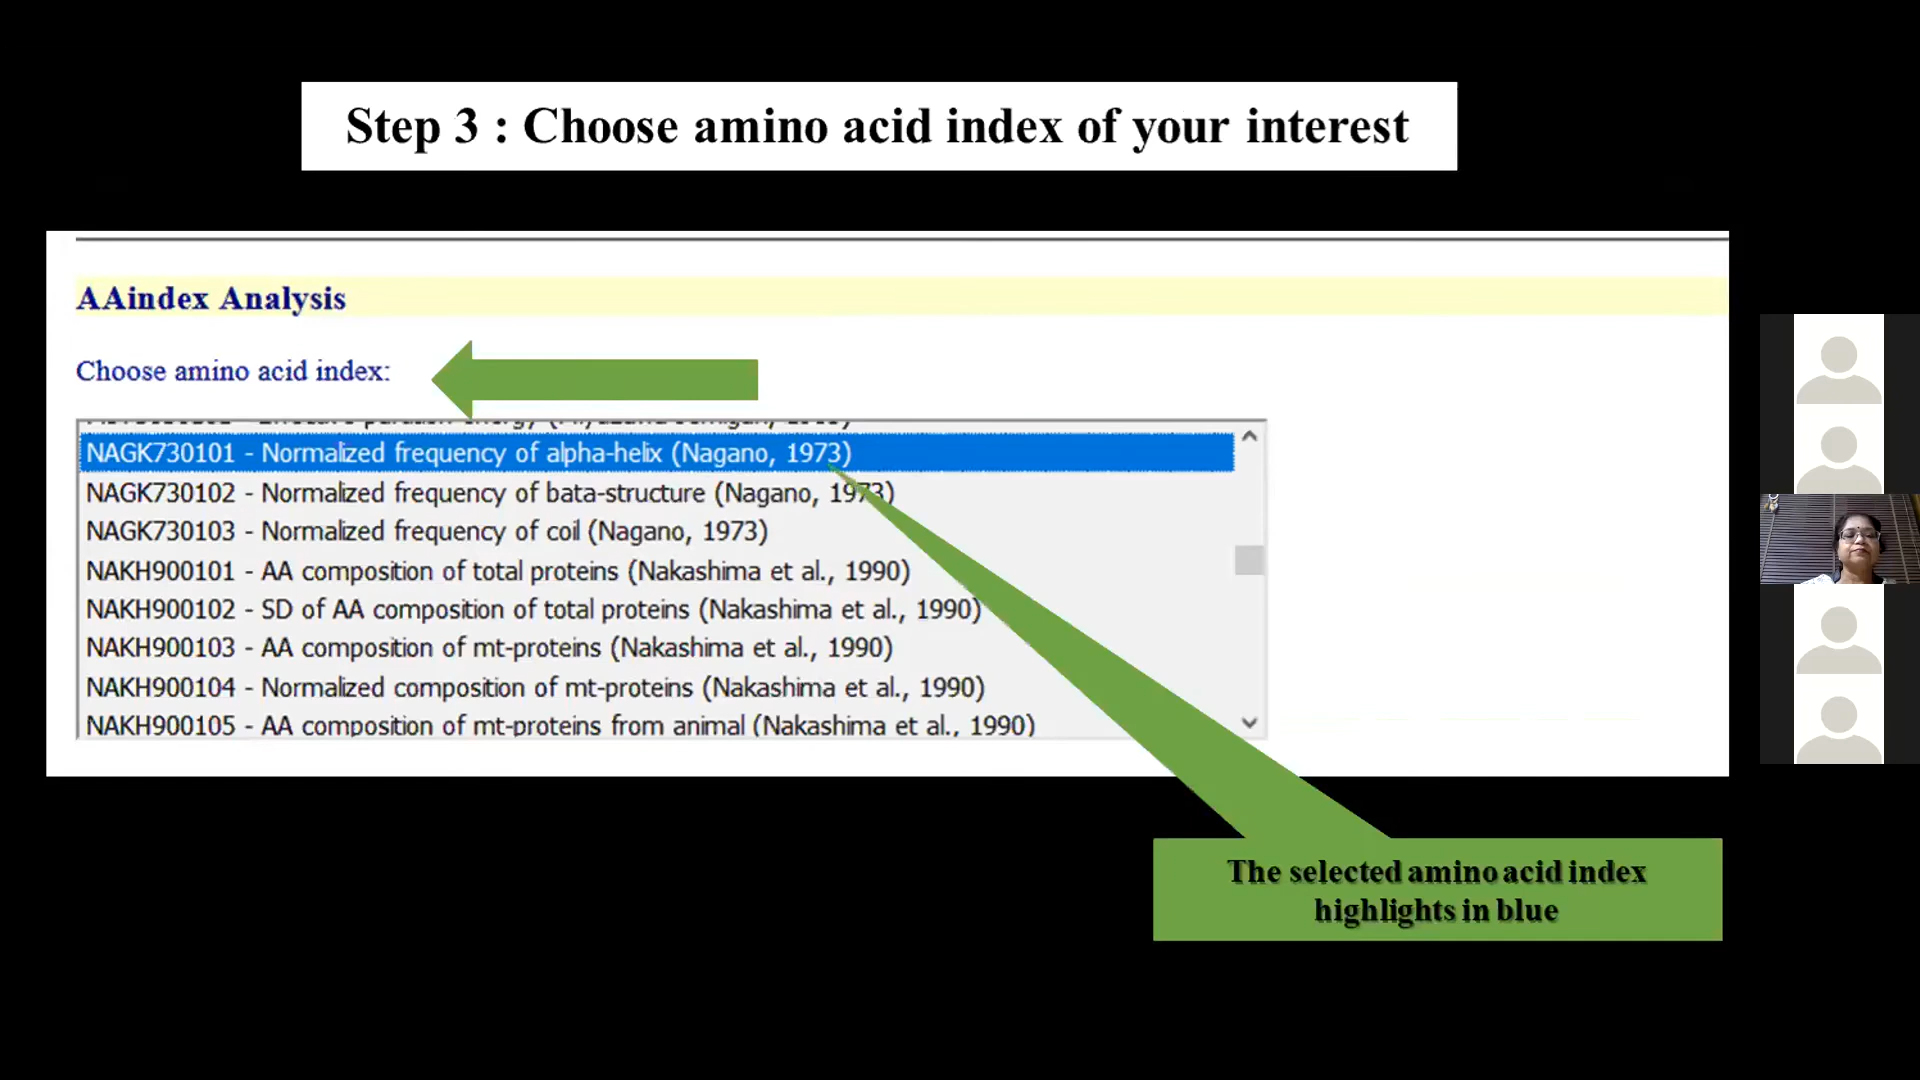 Step 3 : Choose amino acid index of your interest
AAindex Analysis
Choose amino acid index:
NAGK730101 - Normalized frequency of alpha-helix (Nagano, 1973)
NAGK730102 - Normalized frequency of bata-structure (Nagano, 1973)
NAGK730103 - Normalized frequency of coil (Nagano, 1973)
NAKH900101 - AA composition of total proteins (Nakashima et al., 1990)
NAKH900102 - SD of AA composition of total proteins (Nakashima et al., 1990)
NAKH900103 - AA composition of mt-proteins (Nakashima et al., 1990)
NAKH900104 - Normalized composition of mt-proteins (Nakashima et al., 1990)
NAKH900105 - AA composition of mt-proteins from animal (Nakashima et al., 1990)
The selected amino acid index
highlights in blue